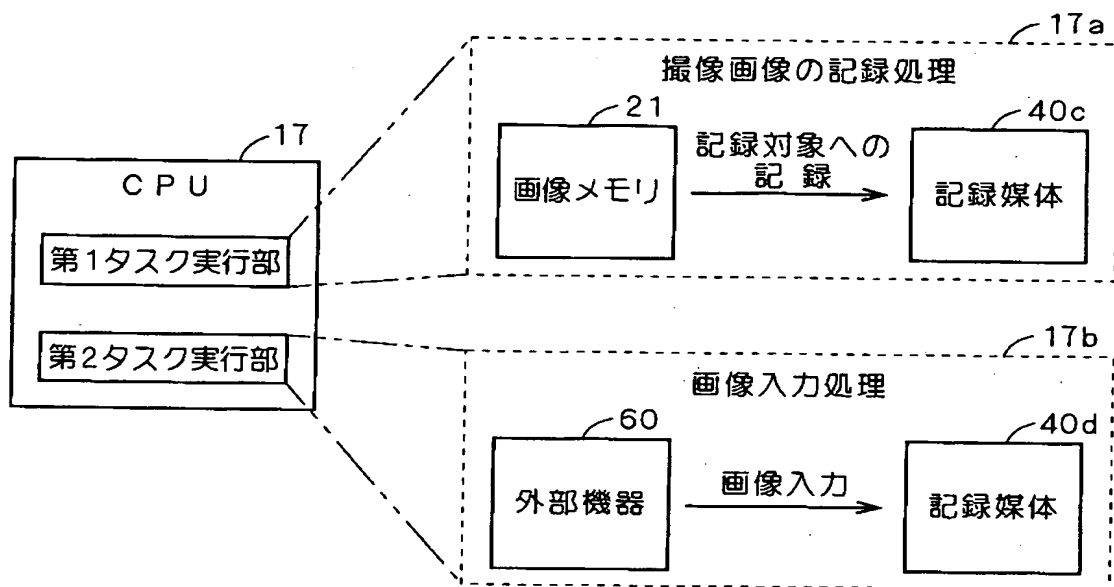 17
CPU
第1タスク実行部
第2タスク実行部
17a
撮像画像の記録処理
21
画像メモリ
記録対象への
記録
40c
記録媒体
17b
画像入力処理
60
外部機器
画像入力
40d
記録媒体